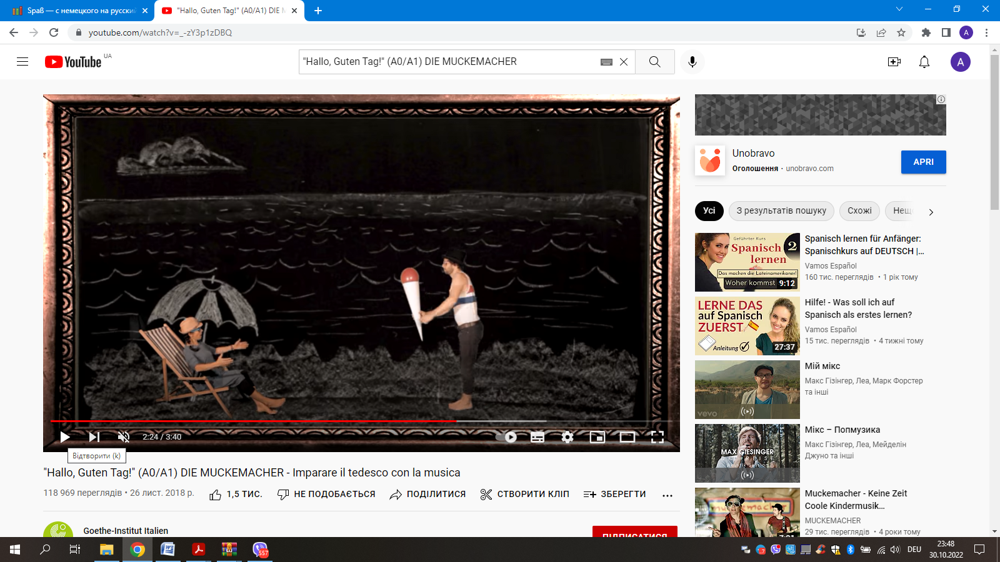 Spaß — с немецкого на русский
"Hallo, Guten Tag!" (A0/A1) DIE M
youtube.com/watch?v=_-zY3p1zDBQ
A
YouTube UA
"Hallo, Guten Tag!" (A0/A1) DIE MUCKEMACHER
A
Unobravo
Оголошення · unobravo.com
APRI
Усі
З результатів пошуку
Схожі
Нещо
Geführter Kurs
Spanisch 2
lernen
Das machen die Lateinamerikaner!
Woher kommst 9:12
Spanisch lernen für Anfänger:
Spanischkurs auf DEUTSCH |...
Vamos Español
160 тис. переглядів • 1 рік тому
LERNE DAS
auf Spanisch
ZUERST
Anleitung
27:37
Hilfe! - Was soll ich auf
Spanisch als erstes lernen?
Vamos Español
15 тис. переглядів • 4 тижні тому
vevo
Мій мікс
Макс Гізінгер, Леа, Марк Форстер
та інші
MAX GIESINGER
DIE REISE
Akustik Session
Мікс – Попмузика
Макс Гізінгер, Леа, Мейделін
Джуно та інші
muckemacher
Muckemacher - Keine Zeit
Coole Kindermusik...
MUCKEMACHER
29 тис. переглядів • 4 роки тому
2:24 / 3:40
Відтворити (k)
"Hallo, Guten Tag!" (A0/A1) DIE MUCKEMACHER - Imparare il tedesco con la musica
118 969 переглядів • 26 лист. 2018 р.
1,5 ТИС.
НЕ ПОДОБАЄТЬСЯ
ПОДІЛИТИСЯ
СТВОРИТИ КЛІП
ЗБЕРЕГТИ
Goethe-Institut Italien
ПІДПИСАТИСЯ
557
DEU
23:48
30.10.2022